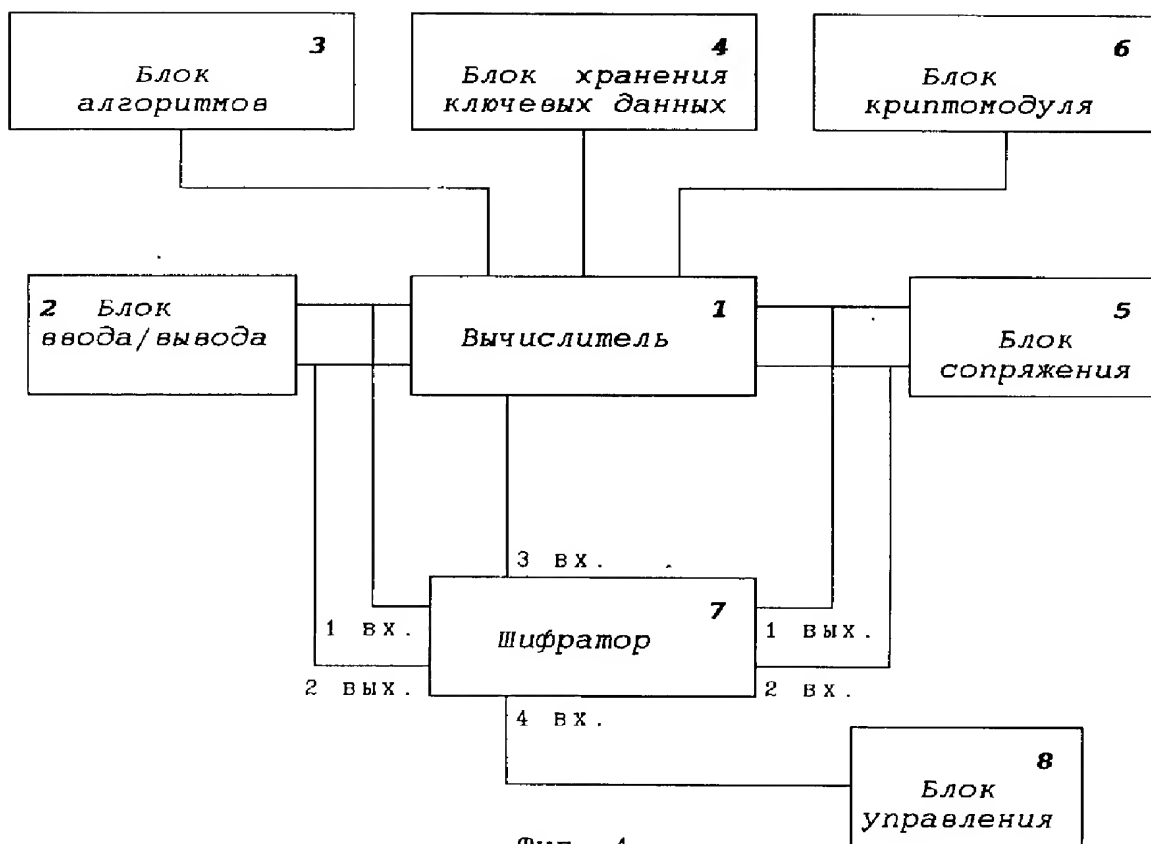 3
Блок
алгоритмов
4
Блок хранения
ключевых данных
6
Блок
криптомодуля
2 Блок
ввода/вывода
1
Вычислитель
5
Блок
сопряжения
3 вх.
7
Шифратор
1 вх.
1 вых.
2 вых.
2 вх.
4 вх.
8
Блок
управления